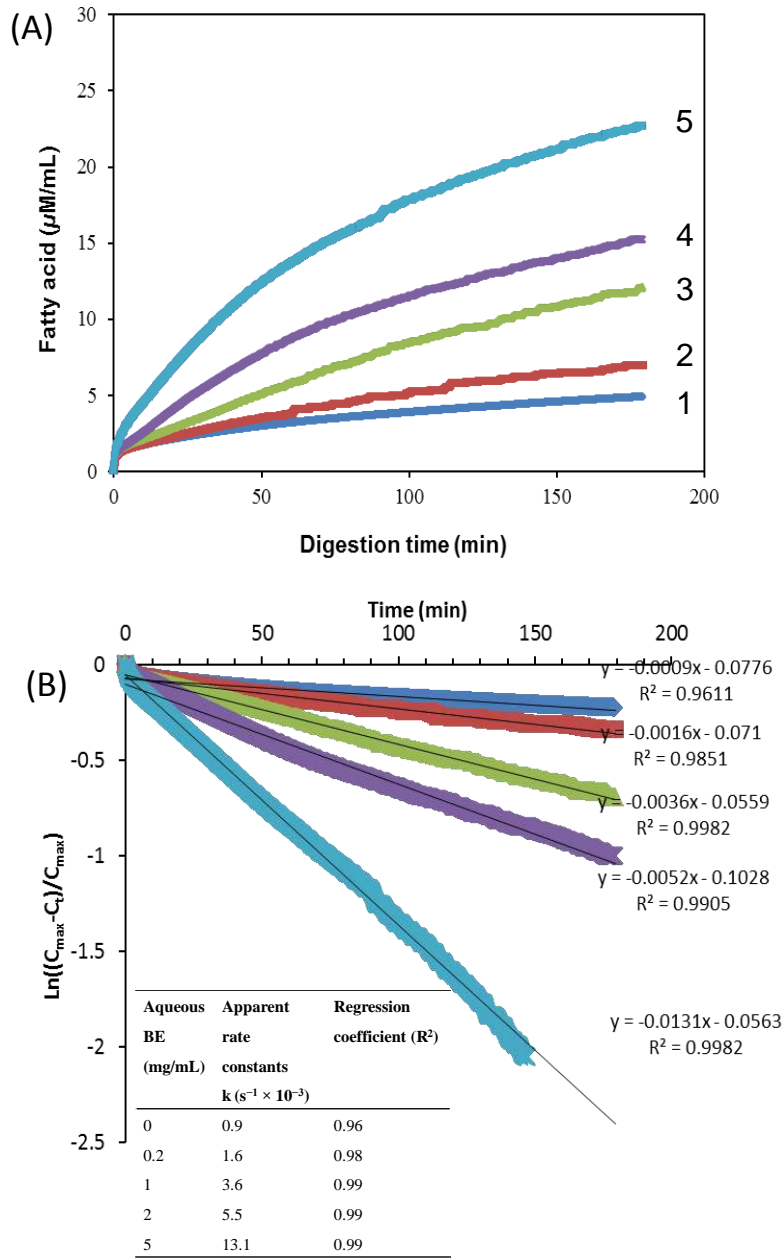 (A)
30
25
20
15
10
5
0
Fatty acid (µM/mL)
5
4
3
2
1
0 50 100 150 200
Digestion time (min)
Time (min)
0 50 100 150 200
(B)
0
-0.5
-1
-1.5
-2
-2.5
Ln((Cmax-Ct)/Cmax)
y = -0.0009x - 0.0776
R² = 0.9611
y = -0.0016x - 0.071
R² = 0.9851
y = -0.0036x - 0.0559
R² = 0.9982
y = -0.0052x - 0.1028
R² = 0.9905
y = -0.0131x - 0.0563
R² = 0.9982
Aqueous Apparent Regression
BE rate coefficient (R²)
(mg/mL) constants
k (s⁻¹ × 10⁻³)
0 0.9 0.96
0.2 1.6 0.98
1 3.6 0.99
2 5.5 0.99
5 13.1 0.99